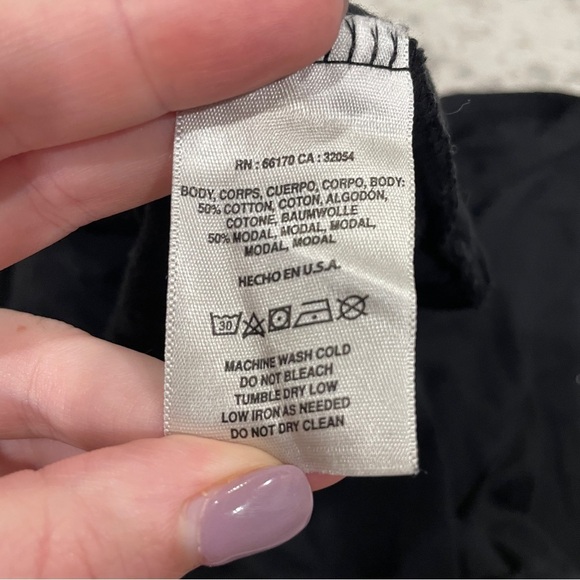 RN : 66170 CA : 32054
BODY, CORPS, CUERPO, CORPO, BODY:
50% COTTON, COTON, ALGODÓN,
COTONE, BAUMWOLLE
50% MODAL, MODAL, MODAL,
MODAL, MODAL
HECHO EN U.S.A.
30
MACHINE WASH COLD
DO NOT BLEACH
TUMBLE DRY LOW
LOW IRON AS NEEDED
DO NOT DRY CLEAN